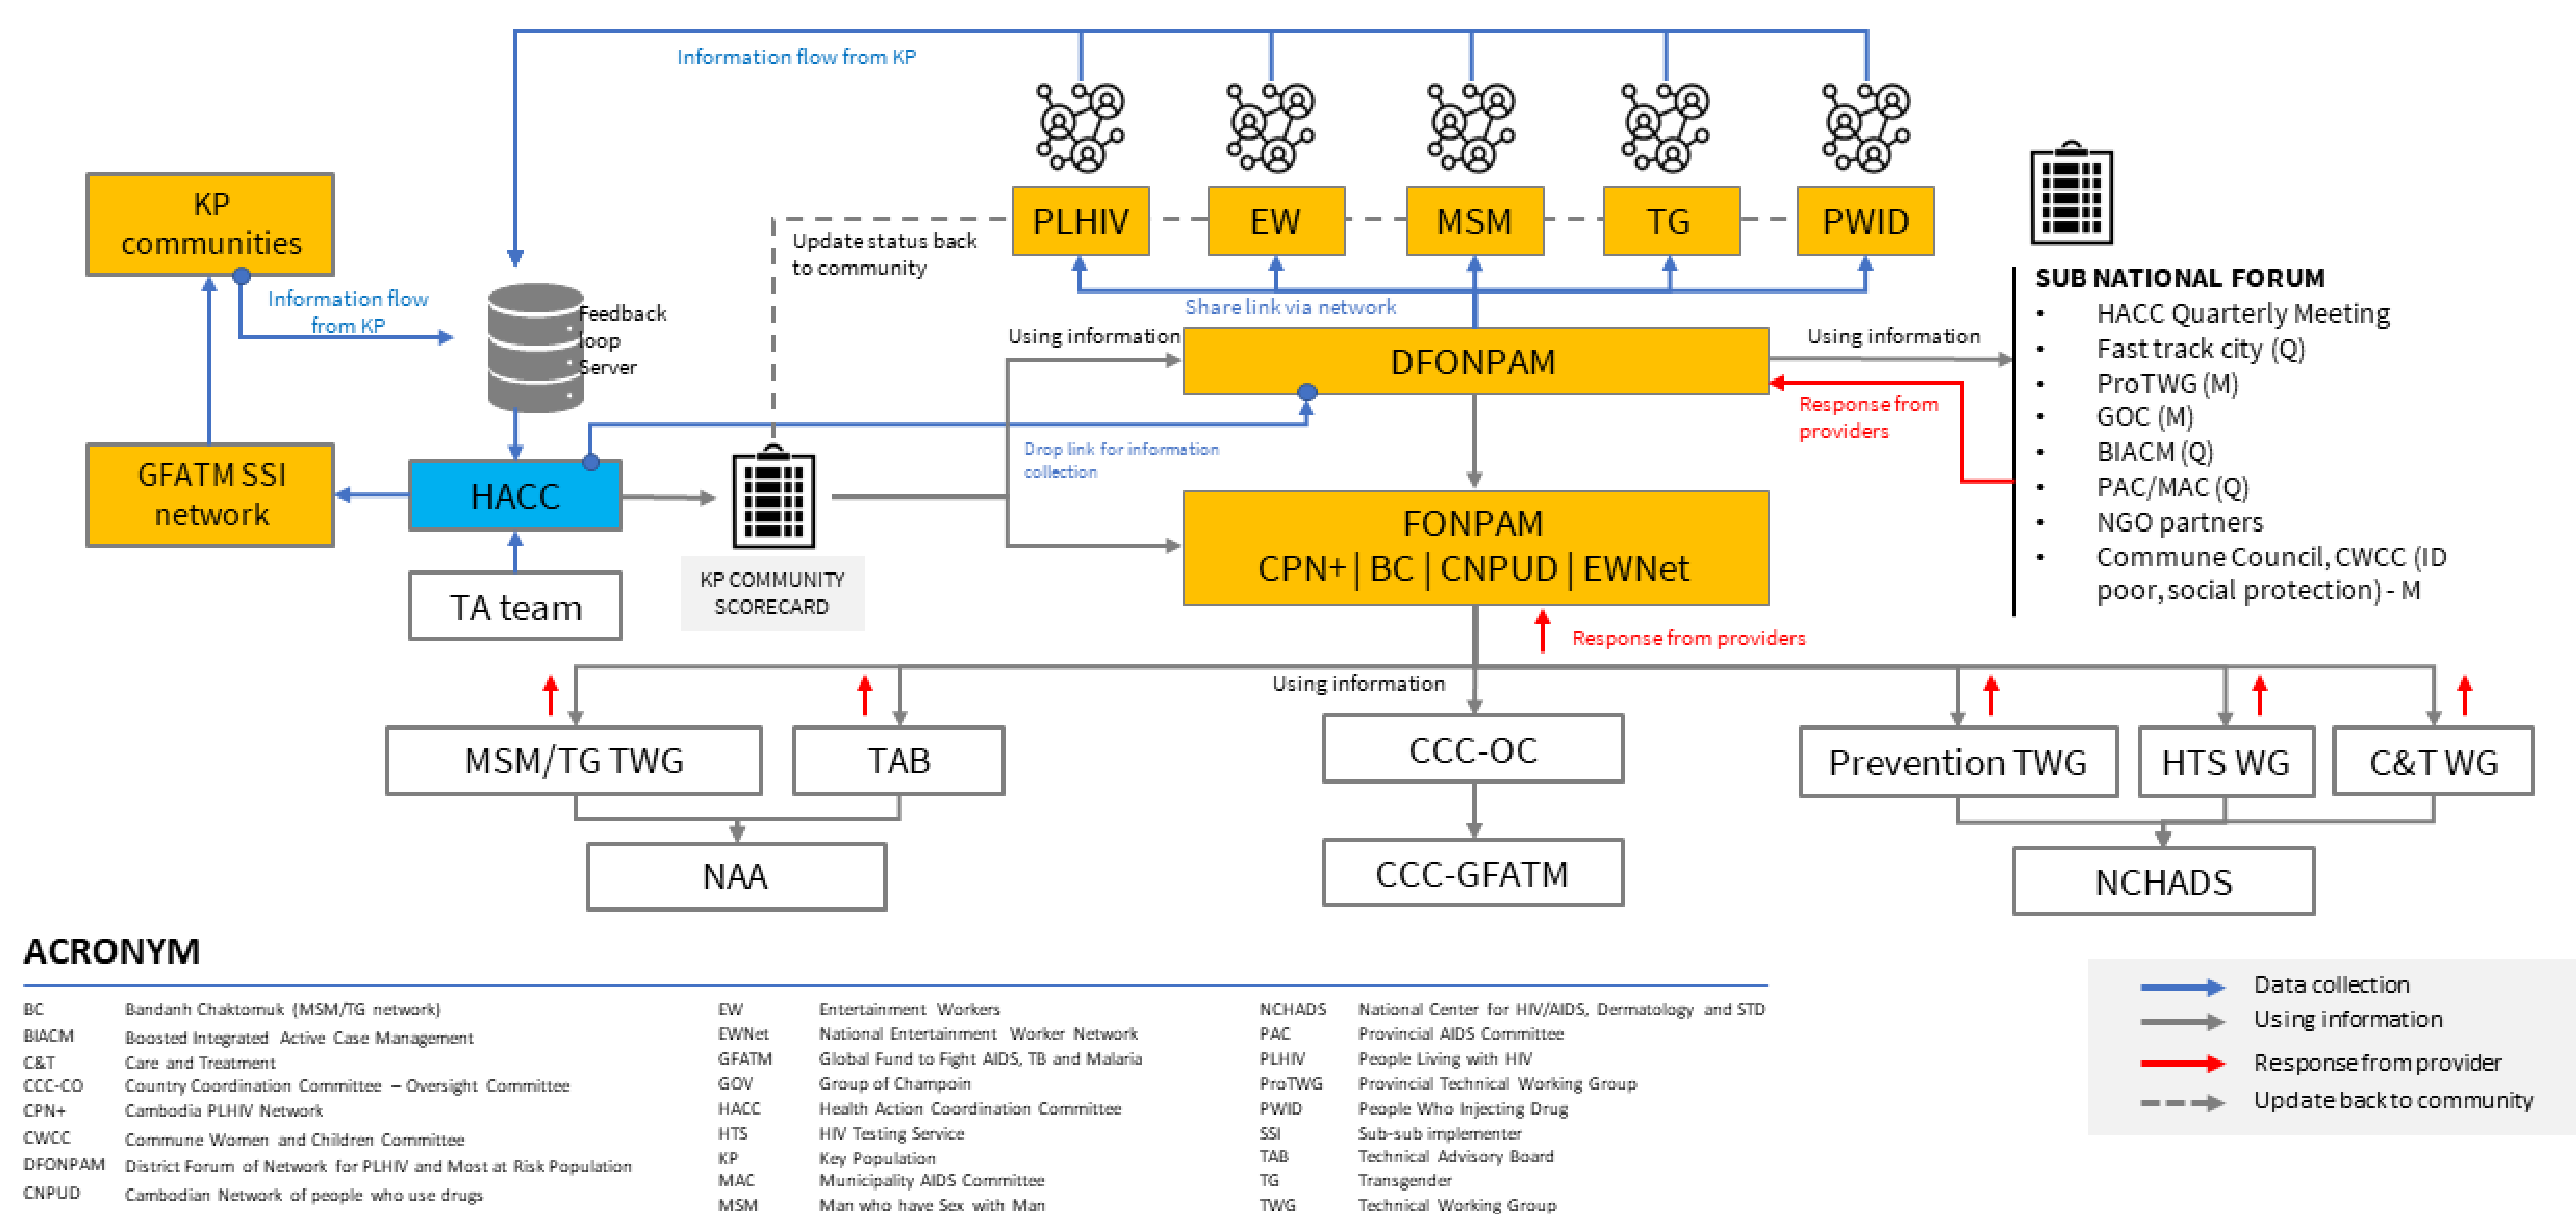 Information flow from KP
KP
communities
PLHIV
EW
MSM
TG
PWID
Update status back
to community
Information flow
from KP
Feedback
loop
Server
Share link via network
SUB NATIONAL FORUM
• HACC Quarterly Meeting
• Fast track city (Q)
• ProTWG (M)
• GOC (M)
• BIACM (Q)
• PAC/MAC (Q)
• NGO partners
• Commune Council, CWCC (ID
poor, social protection) - M
Using information
DFONPAM
Using information
Response from
providers
Drop link for information
collection
GFATM SSI
network
HACC
FONPAM
CPN+ | BC | CNPUD | EWNet
KP COMMUNITY
SCORECARD
TA team
Response from providers
Using information
MSM/TG TWG
TAB
CCC-OC
Prevention TWG
HTS WG
C&T WG
NAA
CCC-GFATM
NCHADS
ACRONYM
BC Bandanh Chaktomuk (MSM/TG network)
BIACM Boosted Integrated Active Case Management
C&T Care and Treatment
CCC-CO Country Coordination Committee – Oversight Committee
CPN+ Cambodia PLHIV Network
CWCC Commune Women and Children Committee
DFONPAM District Forum of Network for PLHIV and Most at Risk Population
CNPUD Cambodian Network of people who use drugs
EW Entertainment Workers
EWNet National Entertainment Worker Network
GFATM Global Fund to Fight AIDS, TB and Malaria
GOV Group of Champoin
HACC Health Action Coordination Committee
HTS HIV Testing Service
KP Key Population
MAC Municipality AIDS Committee
MSM Man who have Sex with Man
NCHADS National Center for HIV/AIDS, Dermatology and STD
PAC Provincial AIDS Committee
PLHIV People Living with HIV
ProTWG Provincial Technical Working Group
PWID People Who Injecting Drug
SSI Sub-sub implementer
TAB Technical Advisory Board
TG Transgender
TWG Technical Working Group
Data collection
Using information
Response from provider
Update back to community